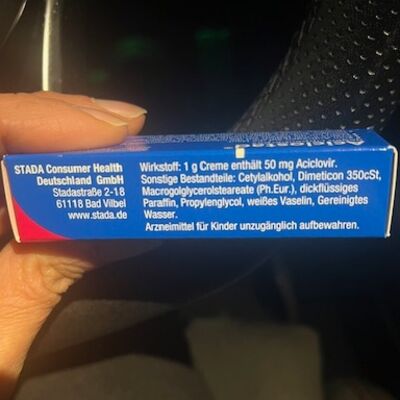 STADA Consumer Health
Deutschland GmbH
Stadastraße 2-18
61118 Bad Vilbel
www.stada.de
Wirkstoff: 1 g Creme enthält 50 mg Aciclovir.
Sonstige Bestandteile: Cetylalkohol, Dimeticon 350cSt,
Macrogolglycerolstearate (Ph.Eur.), dickflüssiges
Paraffin, Propylenglycol, weißes Vaselin, Gereinigtes
Wasser.
Arzneimittel für Kinder unzugänglich aufbewahren.